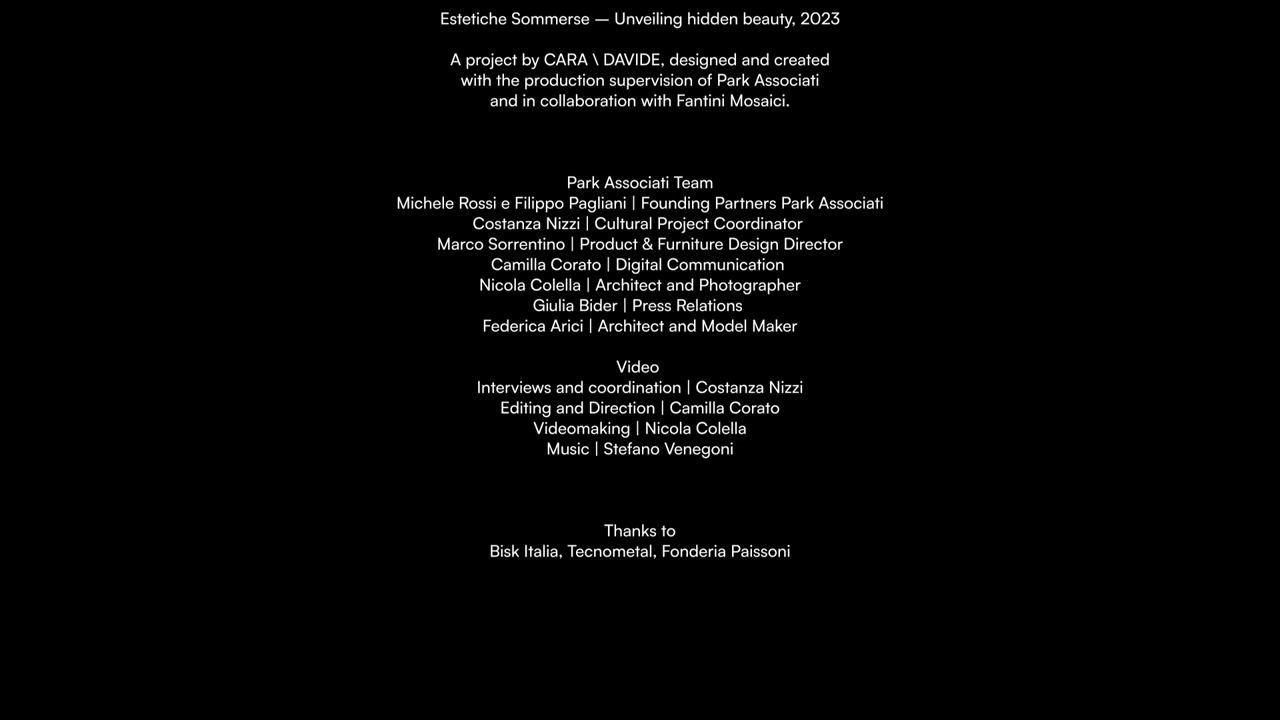 Estetiche Sommerse — Unveiling hidden beauty, 2023
A project by CARA \ DAVIDE, designed and created
with the production supervision of Park Associati
and in collaboration with Fantini Mosaici.
Park Associati Team
Michele Rossi e Filippo Pagliani | Founding Partners Park Associati
Costanza Nizzi | Cultural Project Coordinator
Marco Sorrentino | Product & Furniture Design Director
Camilla Corato | Digital Communication
Nicola Colella | Architect and Photographer
Giulia Bider | Press Relations
Federica Arici | Architect and Model Maker
Video
Interviews and coordination | Costanza Nizzi
Editing and Direction | Camilla Corato
Videomaking | Nicola Colella
Music | Stefano Venegoni
Thanks to
Bisk Italia, Tecnometal, Fonderia Paissoni